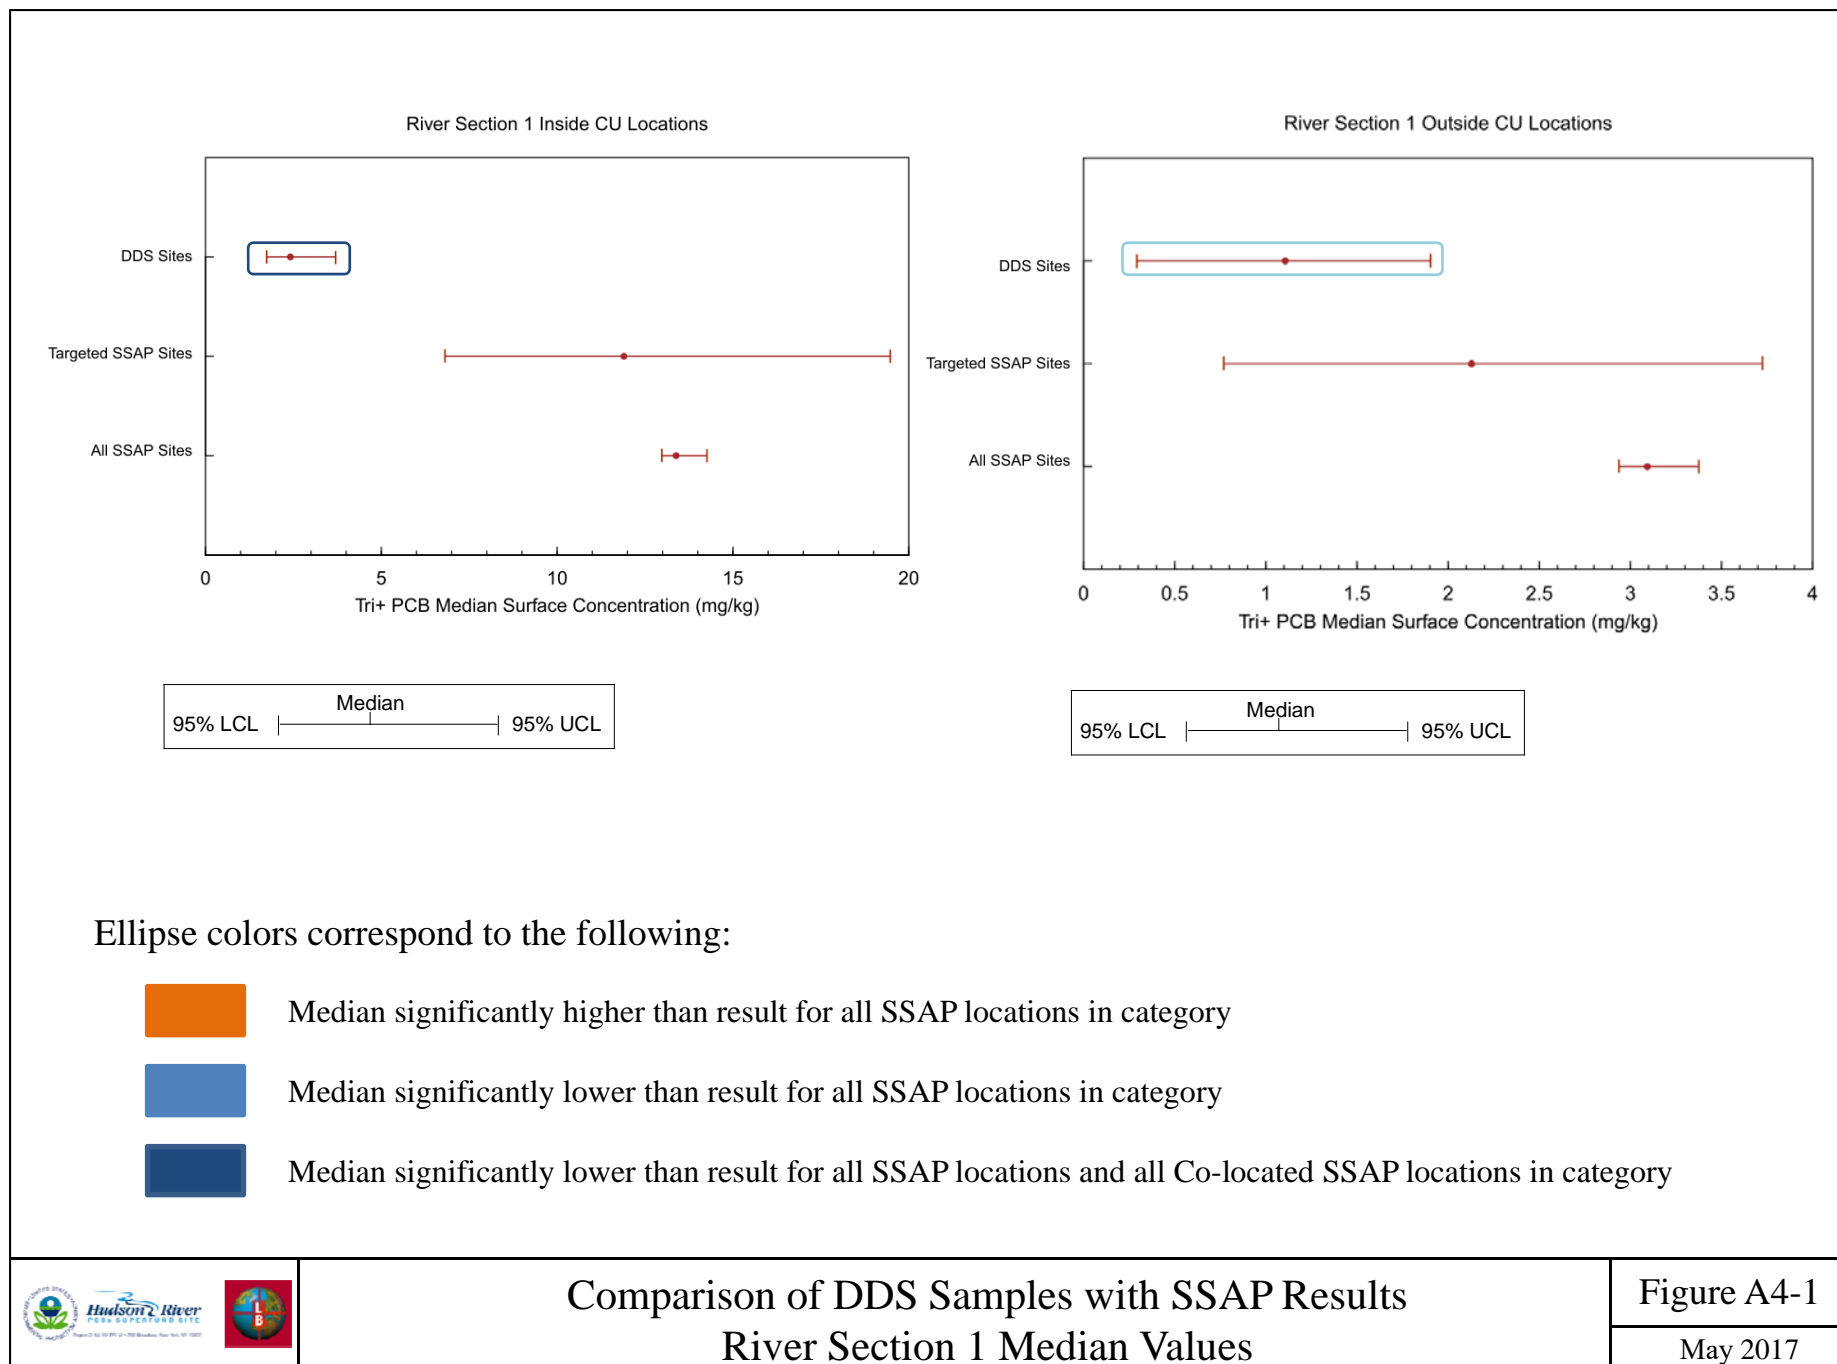 River Section 1 Inside CU Locations
DDS Sites
Targeted SSAP Sites
All SSAP Sites
0 5 10 15 20
Tri+ PCB Median Surface Concentration (mg/kg)
95% LCL Median 95% UCL
River Section 1 Outside CU Locations
DDS Sites
Targeted SSAP Sites
All SSAP Sites
0 0.5 1 1.5 2 2.5 3 3.5 4
Tri+ PCB Median Surface Concentration (mg/kg)
95% LCL Median 95% UCL
Ellipse colors correspond to the following:
Median significantly higher than result for all SSAP locations in category
Median significantly lower than result for all SSAP locations in category
Median significantly lower than result for all SSAP locations and all Co-located SSAP locations in category
Hudson River
PCBs SUPERFUND SITE
L
B
Comparison of DDS Samples with SSAP Results
River Section 1 Median Values
Figure A4-1
May 2017